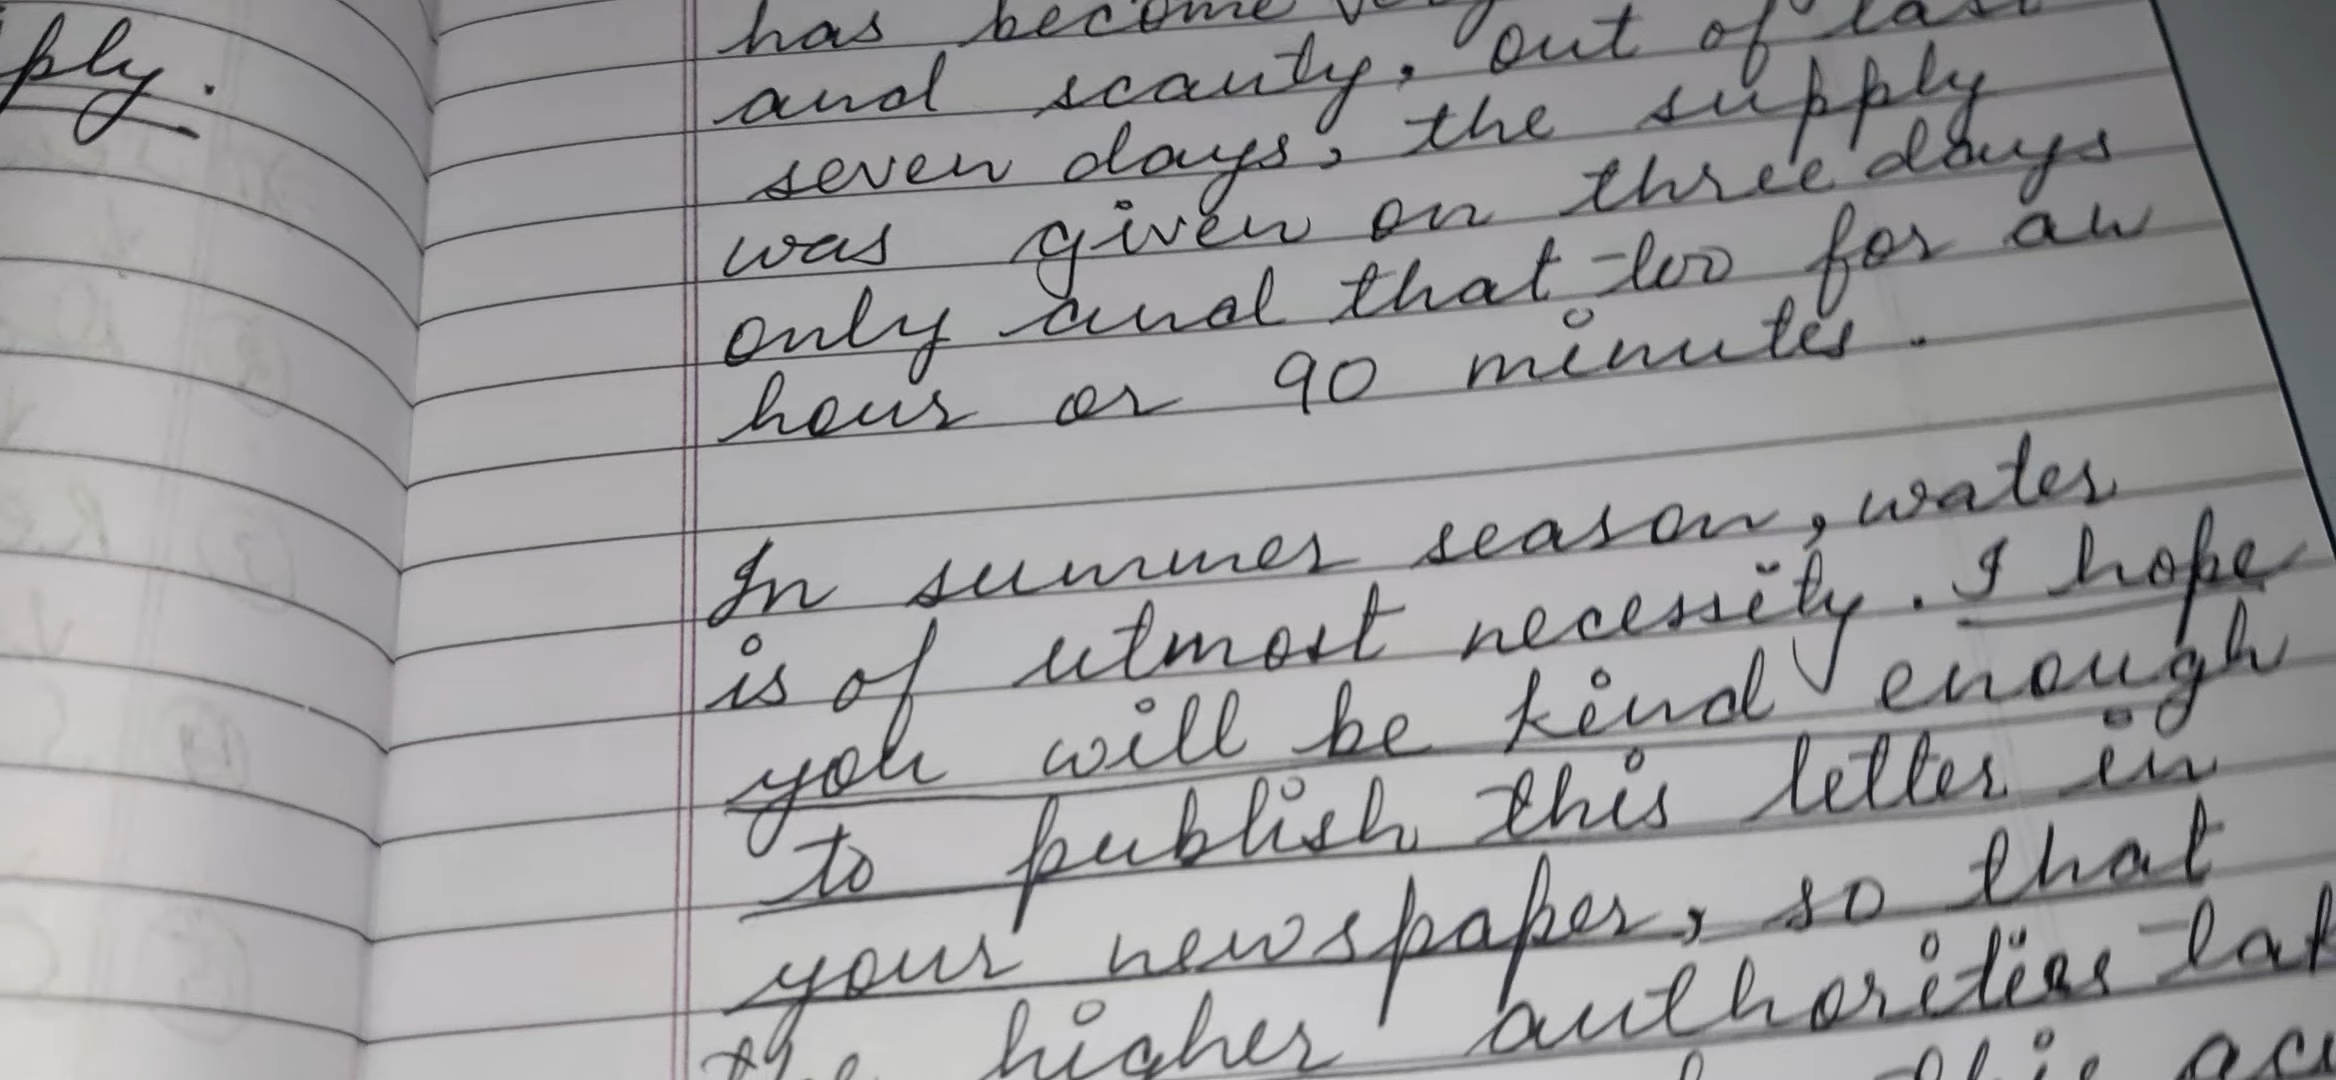 ply.
has become
and scanty. Out of
seven days, the supply
was given on three days
only and that too for an
hour or 90 minutes.
In summer season, water
is of utmost necessity. I hope
you will be kind enough
to publish this letter in
your newspaper, so that
the higher authorities